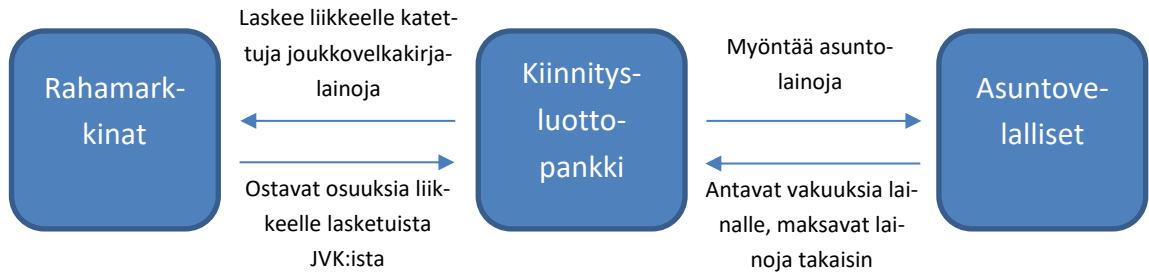 Rahamark-
kinat
Laskee liikkeelle katet-
tuja joukkovelkakirja-
lainoja
Ostavat osuuksia liik-
keelle lasketuista
JVK:ista
Kiinnitys-
luotto-
pankki
Myöntää asunto-
lainoja
Antavat vakuuksia lai-
nalle, maksavat lai-
noja takaisin
Asuntove-
lalliset